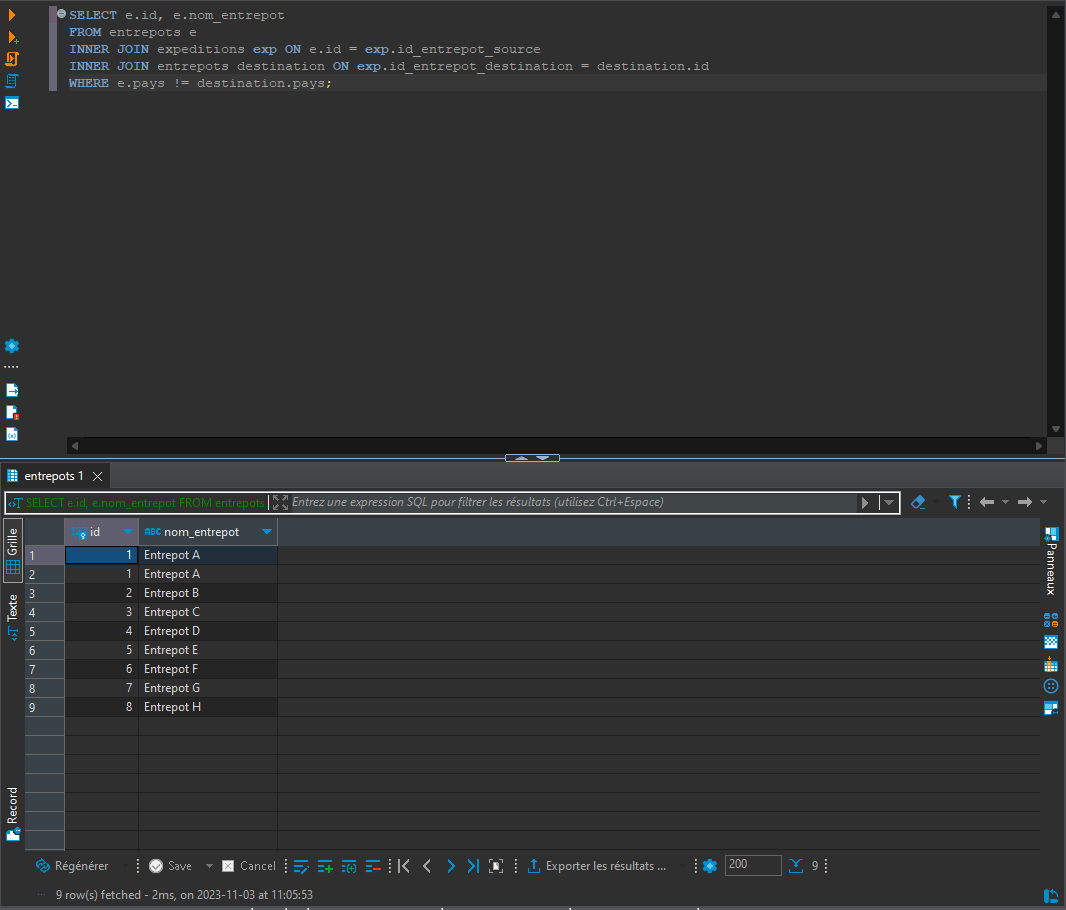 SELECT e.id, e.nom_entrepot
FROM entrepots e
INNER JOIN expeditions exp ON e.id = exp.id_entrepot_source
INNER JOIN entrepots destination ON exp.id_entrepot_destination = destination.id
WHERE e.pays != destination.pays;
entrepots 1
SELECT e.id, e.nom_entrepot FROM entrepots
Entrez une expression SQL pour filtrer les résultats (utilisez Ctrl+Espace)
Grille
Texte
Record
Panneaux
id ABC nom_entrepot
1 1 Entrepot A
2 1 Entrepot A
3 2 Entrepot B
4 3 Entrepot C
5 4 Entrepot D
6 5 Entrepot E
7 6 Entrepot F
8 7 Entrepot G
9 8 Entrepot H
Régénérer Save Cancel Exporter les résultats ... 200 9
9 row(s) fetched - 2ms, on 2023-11-03 at 11:05:53